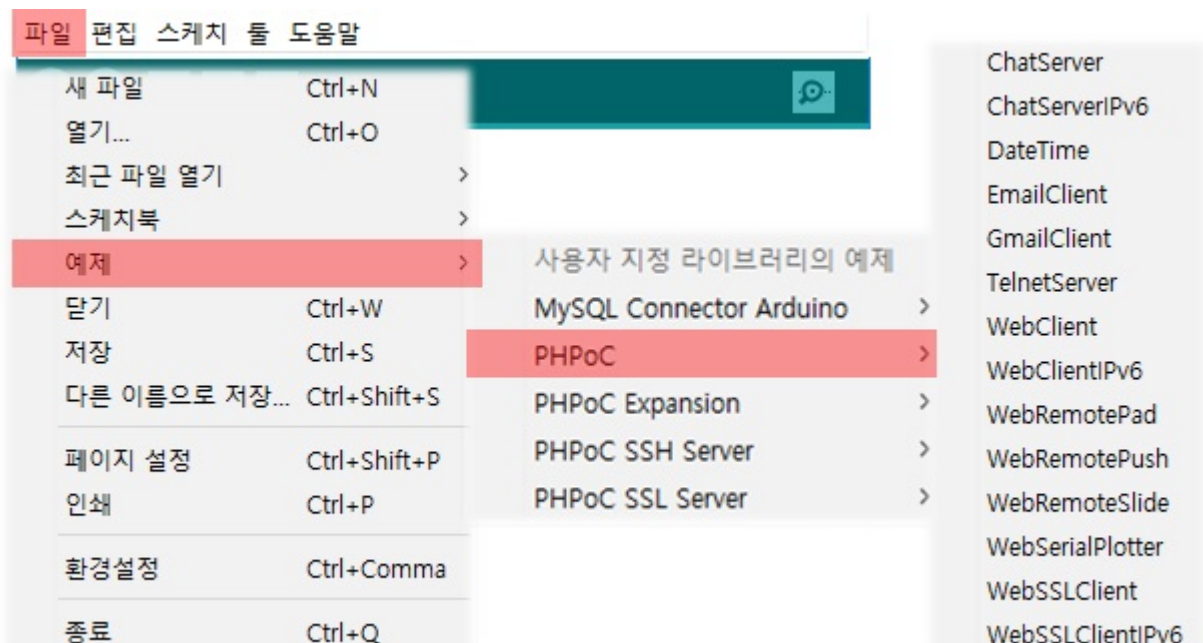 파일 편집 스케치 툴 도움말
새 파일 Ctrl+N
열기... Ctrl+O
최근 파일 열기 >
스케치북 >
예제 >
닫기 Ctrl+W
저장 Ctrl+S
다른 이름으로 저장... Ctrl+Shift+S
페이지 설정 Ctrl+Shift+P
인쇄 Ctrl+P
환경설정 Ctrl+Comma
종료 Ctrl+Q
사용자 지정 라이브러리의 예제
MySQL Connector Arduino >
PHPoC >
PHPoC Expansion >
PHPoC SSH Server >
PHPoC SSL Server >
ChatServer
ChatServerIPv6
DateTime
EmailClient
GmailClient
TelnetServer
WebClient
WebClientIPv6
WebRemotePad
WebRemotePush
WebRemoteSlide
WebSerialPlotter
WebSSLClient
WebSSLClientIPv6